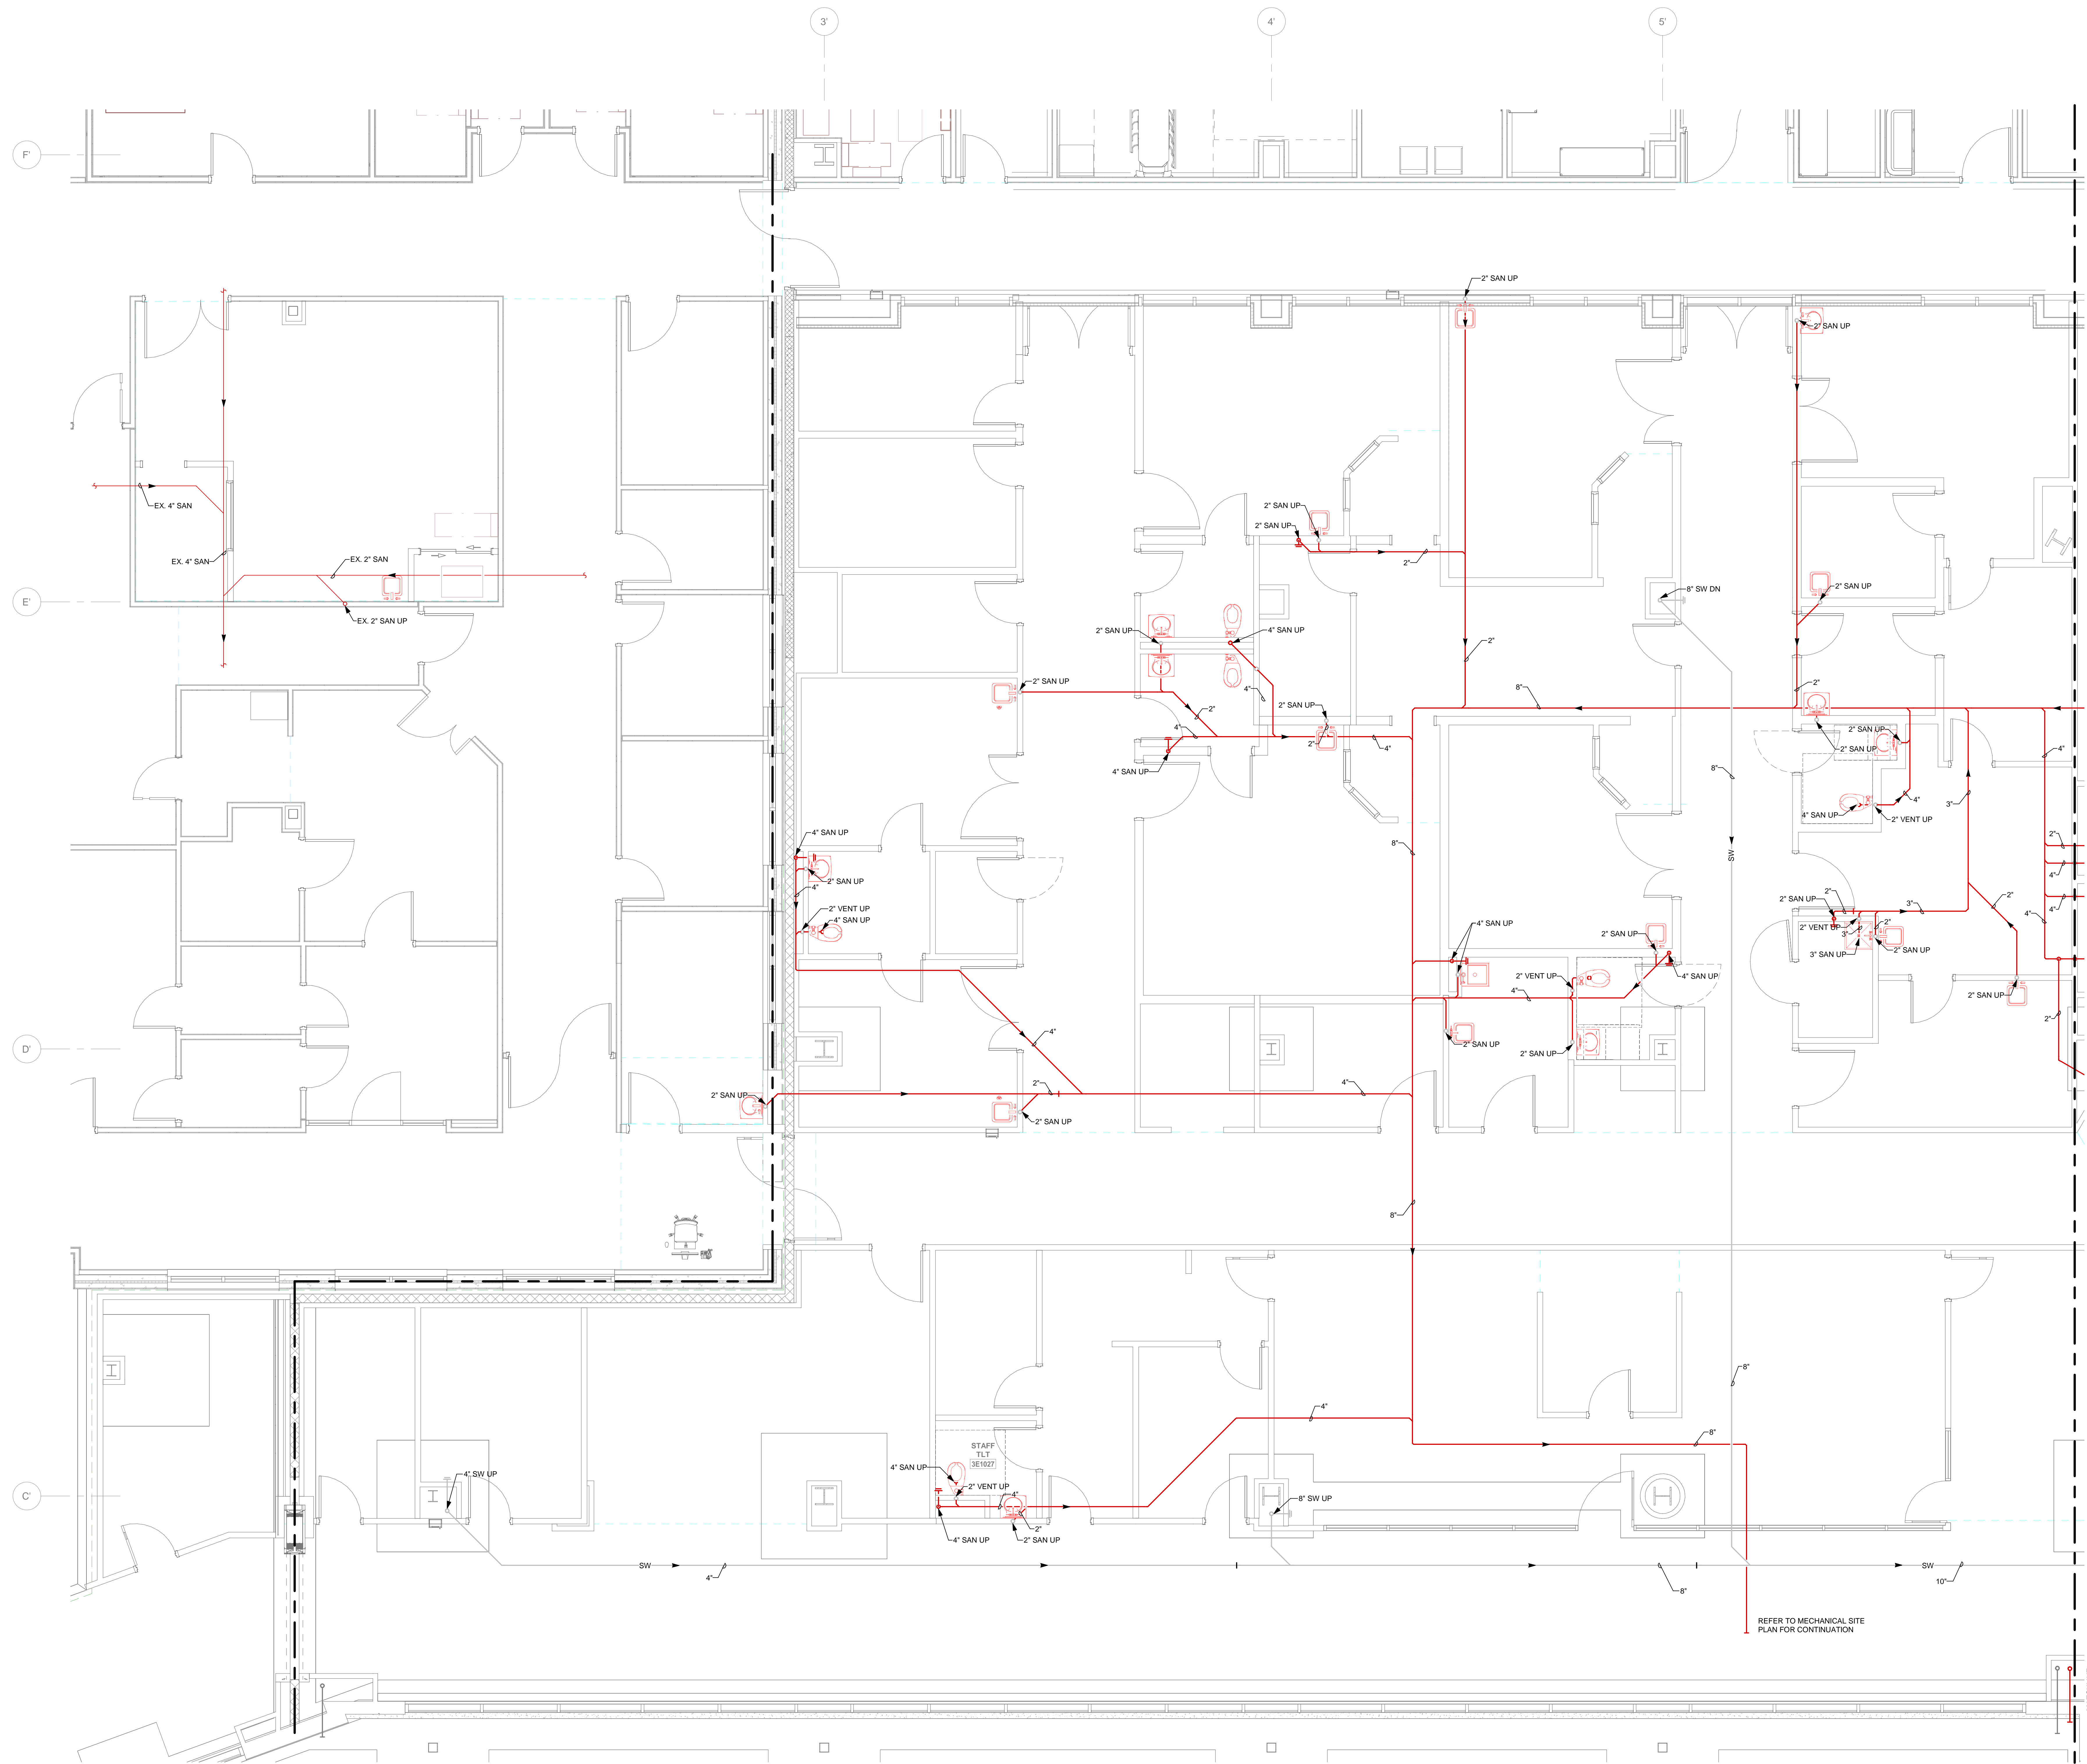 3'
4'
5'
F'
2" SAN UP
2" SAN UP
EX. 4" SAN
EX. 4" SAN
EX. 2" SAN
EX. 2" SAN UP
E'
2" SAN UP
2" SAN UP
2"
8" SW DN
2" SAN UP
2" SAN UP
4" SAN UP
2"
2" SAN UP
2"
4"
2" SAN UP
8"
2"
4"
2"
4"
4" SAN UP
2" SAN UP
2" SAN UP
4"
8"
4"
3"
4" SAN UP
2" VENT UP
4" SAN UP
8"
SW
2"
4"
2" SAN UP
4"
4"
2" VENT UP
4" SAN UP
4"
4"
2"
2" SAN UP
3"
2"
2" VENT UP
3"
2"
3" SAN UP
2" SAN UP
4" SAN UP
2" SAN UP
2" VENT UP
4" SAN UP
4"
2" SAN UP
2"
D'
4"
2" SAN UP
2" SAN UP
2"
4"
2" SAN UP
2" SAN UP
8"
8"
4"
8"
STAFF
TLT
3E1027
4" SAN UP
4" SW UP
2" VENT UP
4"
C'
8" SW UP
2"
4" SAN UP
2" SAN UP
SW
4"
8"
SW
10"
REFER TO MECHANICAL SITE
PLAN FOR CONTINUATION